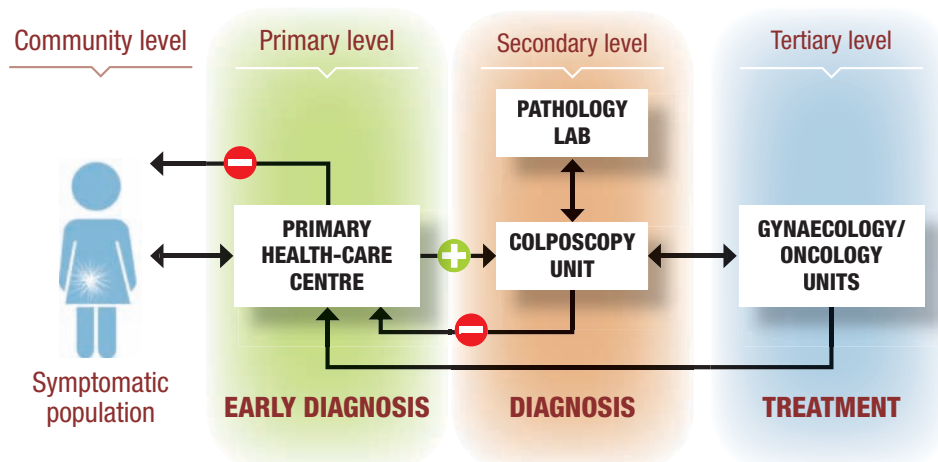 Community level
Primary level
Secondary level
Tertiary level
PATHOLOGY
LAB
PRIMARY
HEALTH-CARE
CENTRE
COLPOSCOPY
UNIT
GYNAECOLOGY/
ONCOLOGY
UNITS
Symptomatic
population
EARLY DIAGNOSIS
DIAGNOSIS
TREATMENT